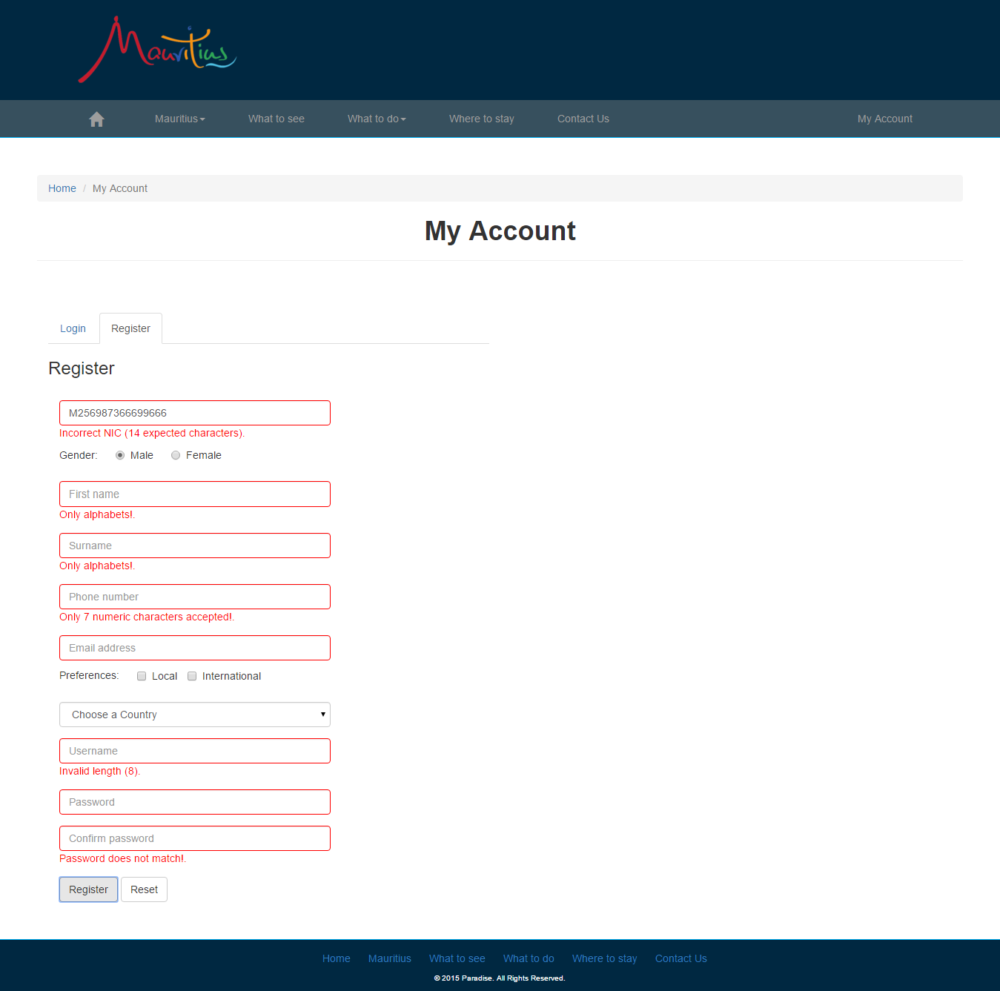 Mauritius
Mauritius What to see What to do Where to stay Contact Us My Account
Home / My Account
My Account
Login Register
Register
M256987366699666
Incorrect NIC (14 expected characters).
Gender: Male Female
First name
Only alphabets!.
Surname
Only alphabets!.
Phone number
Only 7 numeric characters accepted!.
Email address
Preferences: Local International
Choose a Country
Username
Invalid length (8).
Password
Confirm password
Password does not match!.
Register Reset
Home Mauritius What to see What to do Where to stay Contact Us
© 2015 Paradise. All Rights Reserved.